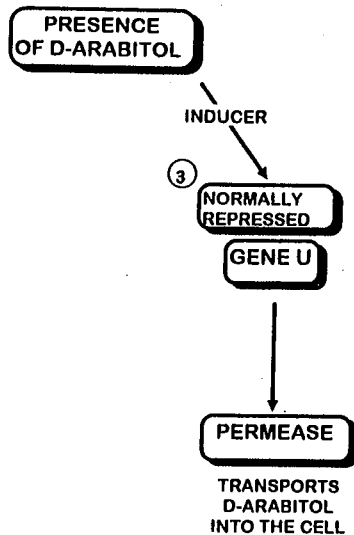 PRESENCE
OF D-ARABITOL
INDUCER
3
NORMALLY
REPRESSED
GENE U
PERMEASE
TRANSPORTS
D-ARABITOL
INTO THE CELL